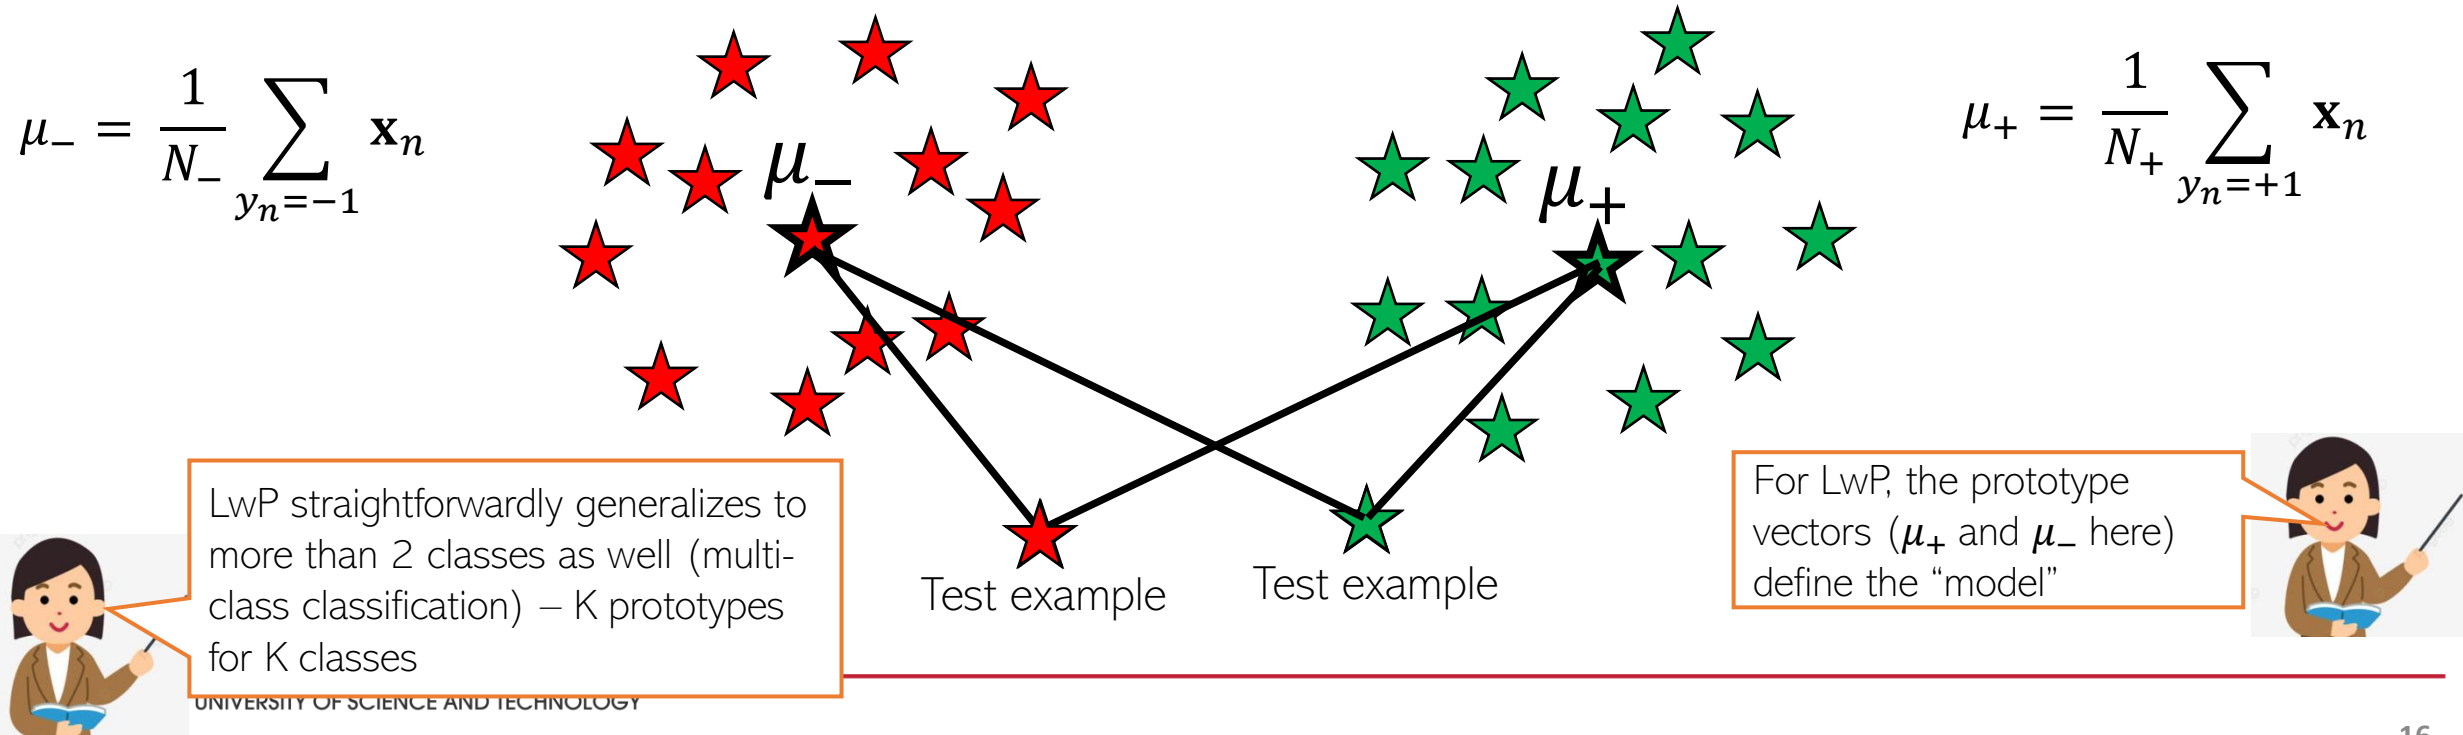 μ₋ = 1/N₋ ∑_{yₙ=−1} 𝐱ₙ
μ₋
μ₊
μ₊ = 1/N₊ ∑_{yₙ=+1} 𝐱ₙ
LwP straightforwardly generalizes to
more than 2 classes as well (multi-
class classification) – K prototypes
for K classes
Test example
Test example
For LwP, the prototype
vectors (μ₊ and μ₋ here)
define the “model”
UNIVERSITY OF SCIENCE AND TECHNOLOGY
16